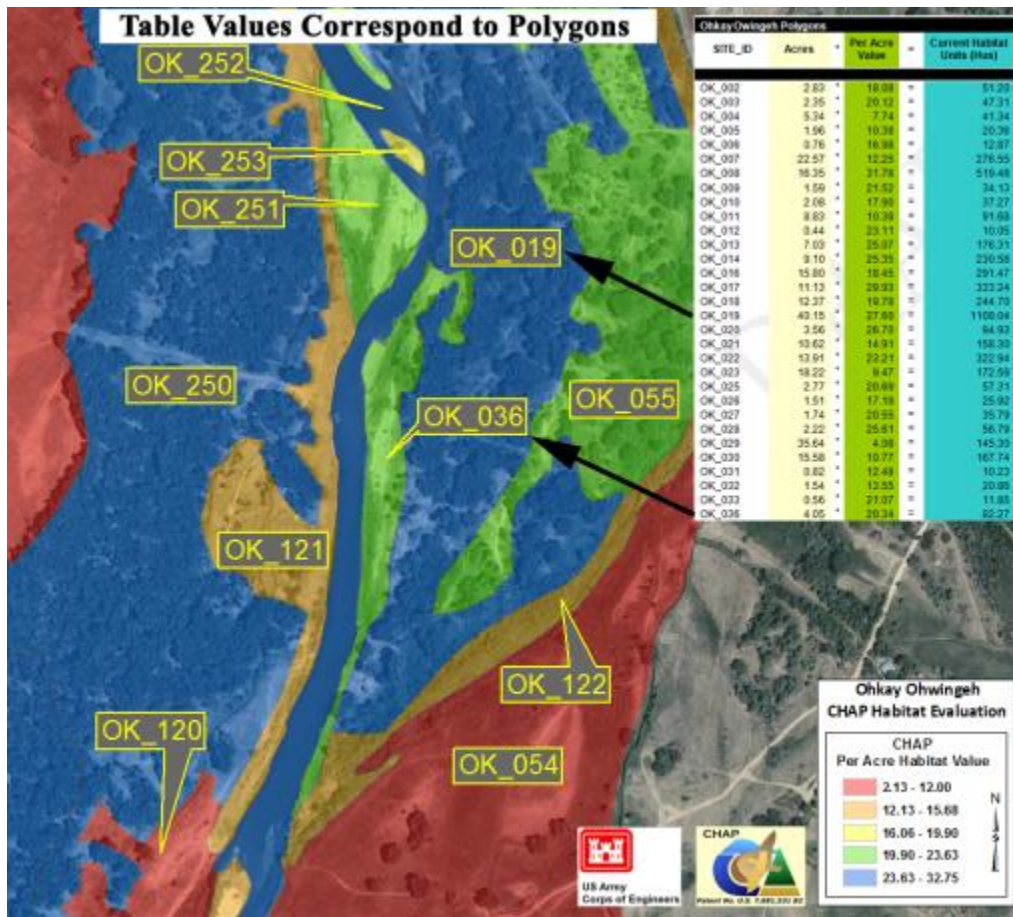 Table Values Correspond to Polygons
OK_252
OK_253
OK_251
OK_019
OK_250
OK_055
OK_036
OK_121
OK_122
OK_120
OK_054
OhkayOwingeh Polygons
SITE_ID Acres * Per Acre Value = Current Habitat Units (Hus)
OK_002 2.83 * 18.08 = 51.20
OK_003 2.35 * 20.12 = 47.31
OK_004 5.34 * 7.74 = 41.34
OK_005 1.96 * 10.38 = 20.36
OK_006 0.76 * 16.98 = 12.87
OK_007 22.57 * 12.25 = 276.55
OK_008 16.35 * 31.78 = 519.48
OK_009 1.59 * 21.52 = 34.13
OK_010 2.08 * 17.90 = 37.27
OK_011 8.83 * 10.39 = 91.68
OK_012 0.44 * 23.11 = 10.05
OK_013 7.03 * 25.07 = 176.31
OK_014 9.10 * 25.35 = 230.58
OK_016 15.80 * 18.45 = 291.47
OK_017 11.13 * 29.93 = 333.24
OK_018 12.37 * 19.78 = 244.70
OK_019 40.15 * 27.60 = 1108.04
OK_020 3.56 * 26.70 = 94.93
OK_021 10.62 * 14.91 = 158.30
OK_022 13.91 * 23.21 = 322.94
OK_023 18.22 * 9.47 = 172.59
OK_025 2.77 * 20.69 = 57.31
OK_026 1.51 * 17.18 = 25.92
OK_027 1.74 * 20.55 = 35.79
OK_028 2.22 * 25.61 = 56.79
OK_029 35.64 * 4.08 = 145.30
OK_030 15.58 * 10.77 = 167.74
OK_031 0.82 * 12.48 = 10.23
OK_032 1.54 * 13.55 = 20.86
OK_033 0.56 * 21.07 = 11.85
OK_036 4.05 * 20.34 = 82.27
Ohkay Ohwingeh
CHAP Habitat Evaluation
CHAP
Per Acre Habitat Value
2.13 - 12.00
12.13 - 15.68
16.06 - 19.90
19.90 - 23.63
23.63 - 32.75
N
US Army
Corps of Engineers
CHAP